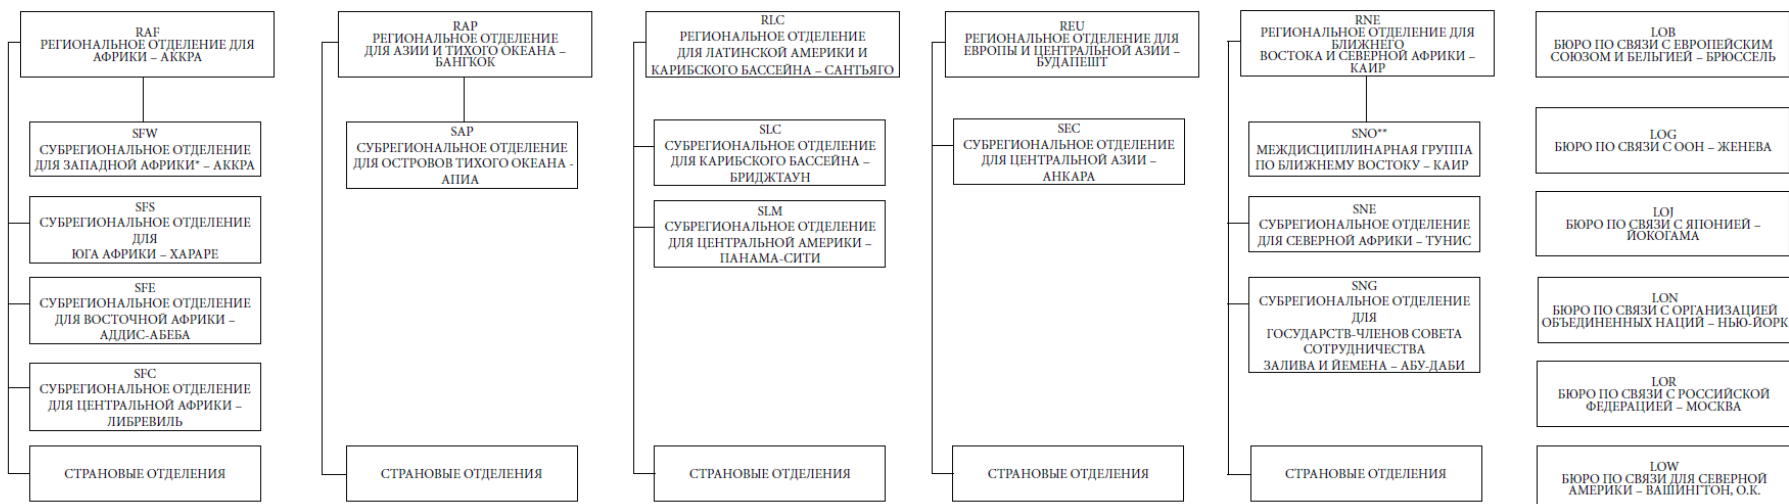 RAF
РЕГИОНАЛЬНОЕ ОТДЕЛЕНИЕ ДЛЯ
АФРИКИ – АККРА
SFW
СУБРЕГИОНАЛЬНОЕ ОТДЕЛЕНИЕ
ДЛЯ ЗАПАДНОЙ АФРИКИ* – АККРА
SFS
СУБРЕГИОНАЛЬНОЕ ОТДЕЛЕНИЕ
ДЛЯ
ЮГА АФРИКИ – ХАРАРЕ
SFE
СУБРЕГИОНАЛЬНОЕ ОТДЕЛЕНИЕ
ДЛЯ ВОСТОЧНОЙ АФРИКИ –
АДДИС-АБЕБА
SFC
СУБРЕГИОНАЛЬНОЕ ОТДЕЛЕНИЕ
ДЛЯ ЦЕНТРАЛЬНОЙ АФРИКИ –
ЛИБРЕВИЛЬ
СТРАНОВЫЕ ОТДЕЛЕНИЯ
RAP
РЕГИОНАЛЬНОЕ ОТДЕЛЕНИЕ
ДЛЯ АЗИИ И ТИХОГО ОКЕАНА –
БАНГКОК
SAP
СУБРЕГИОНАЛЬНОЕ ОТДЕЛЕНИЕ
ДЛЯ ОСТРОВОВ ТИХОГО ОКЕАНА -
АПИА
СТРАНОВЫЕ ОТДЕЛЕНИЯ
RLC
РЕГИОНАЛЬНОЕ ОТДЕЛЕНИЕ
ДЛЯ ЛАТИНСКОЙ АМЕРИКИ И
КАРИБСКОГО БАССЕЙНА – САНТЬЯГО
SLC
СУБРЕГИОНАЛЬНОЕ ОТДЕЛЕНИЕ
ДЛЯ КАРИБСКОГО БАССЕЙНА –
БРИДЖТАУН
SLM
СУБРЕГИОНАЛЬНОЕ ОТДЕЛЕНИЕ
ДЛЯ ЦЕНТРАЛЬНОЙ АМЕРИКИ –
ПАНАМА-СИТИ
СТРАНОВЫЕ ОТДЕЛЕНИЯ
REU
РЕГИОНАЛЬНОЕ ОТДЕЛЕНИЕ ДЛЯ
ЕВРОПЫ И ЦЕНТРАЛЬНОЙ АЗИИ –
БУДАПЕШТ
SEC
СУБРЕГИОНАЛЬНОЕ ОТДЕЛЕНИЕ
ДЛЯ ЦЕНТРАЛЬНОЙ АЗИИ –
АНКАРА
СТРАНОВЫЕ ОТДЕЛЕНИЯ
RNE
РЕГИОНАЛЬНОЕ ОТДЕЛЕНИЕ ДЛЯ
БЛИЖНЕГО
ВОСТОКА И СЕВЕРНОЙ АФРИКИ –
КАИР
SNO**
МЕЖДИСЦИПЛИНАРНАЯ ГРУППА
ПО БЛИЖНЕМУ ВОСТОКУ – КАИР
SNE
СУБРЕГИОНАЛЬНОЕ ОТДЕЛЕНИЕ
ДЛЯ СЕВЕРНОЙ АФРИКИ – ТУНИС
SNG
СУБРЕГИОНАЛЬНОЕ ОТДЕЛЕНИЕ
ДЛЯ
ГОСУДАРСТВ-ЧЛЕНОВ СОВЕТА
СОТРУДНИЧЕСТВА
ЗАЛИВА И ЙЕМЕНА – АБУ-ДАБИ
СТРАНОВЫЕ ОТДЕЛЕНИЯ
LOB
БЮРО ПО СВЯЗИ С ЕВРОПЕЙСКИМ
СОЮЗОМ И БЕЛЬГИЕЙ – БРЮССЕЛЬ
LOG
БЮРО ПО СВЯЗИ С ООН – ЖЕНЕВА
LOJ
БЮРО ПО СВЯЗИ С ЯПОНИЕЙ –
ЙОКОГАМА
LON
БЮРО ПО СВЯЗИ С ОРГАНИЗАЦИЕЙ
ОБЪЕДИНЕННЫХ НАЦИЙ – НЬЮ-ЙОРК
LOR
БЮРО ПО СВЯЗИ С РОССИЙСКОЙ
ФЕДЕРАЦИЕЙ – МОСКВА
LOW
БЮРО ПО СВЯЗИ ДЛЯ СЕВЕРНОЙ
АМЕРИКИ – ВАШИНГТОН, О.К.